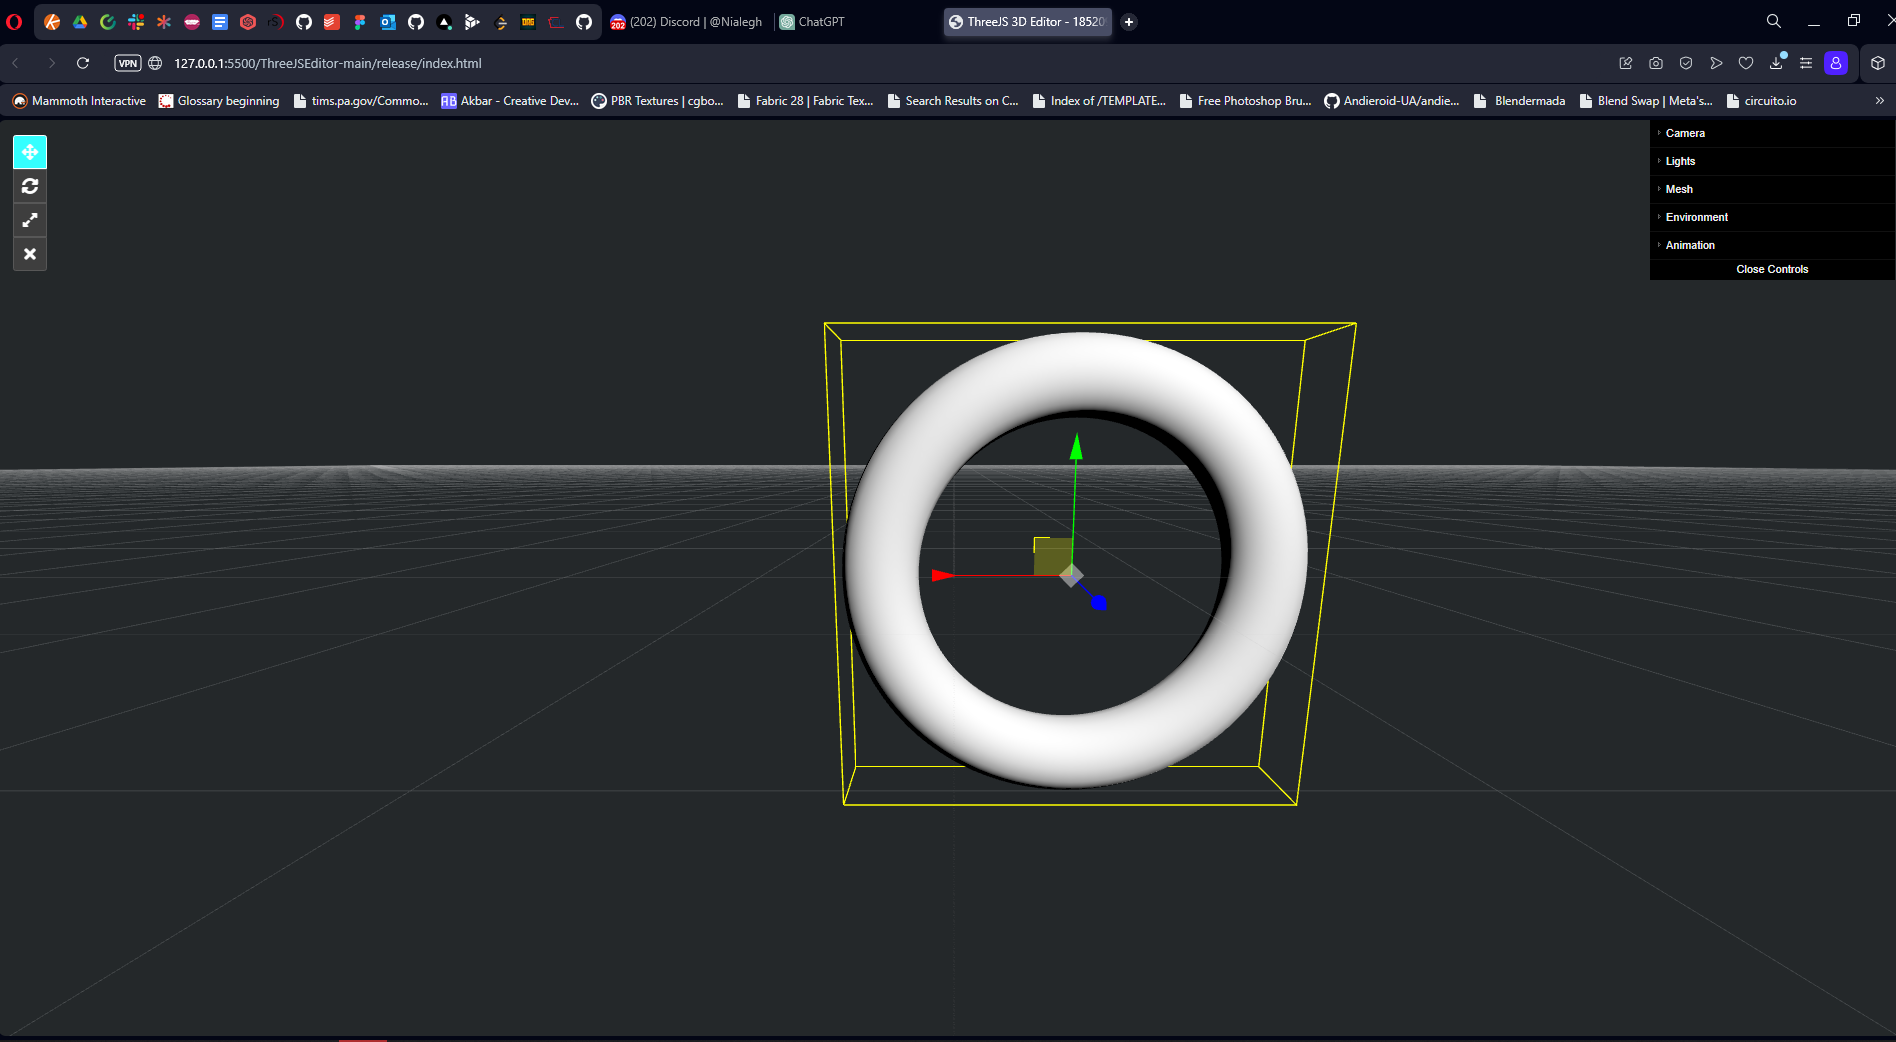 202 (202) Discord | @Nialegh ChatGPT ThreeJS 3D Editor - 18520
VPN 127.0.0.1:5500/ThreeJSEditor-main/release/index.html
Mammoth Interactive Glossary beginning tims.pa.gov/Commo... AB Akbar - Creative Dev... PBR Textures | cgbo... Fabric 28 | Fabric Tex... Search Results on C... Index of /TEMPLATE... Free Photoshop Bru... Andieroid-UA/andie... Blendermada Blend Swap | Meta's... circuito.io »
Camera
Lights
Mesh
Environment
Animation
Close Controls